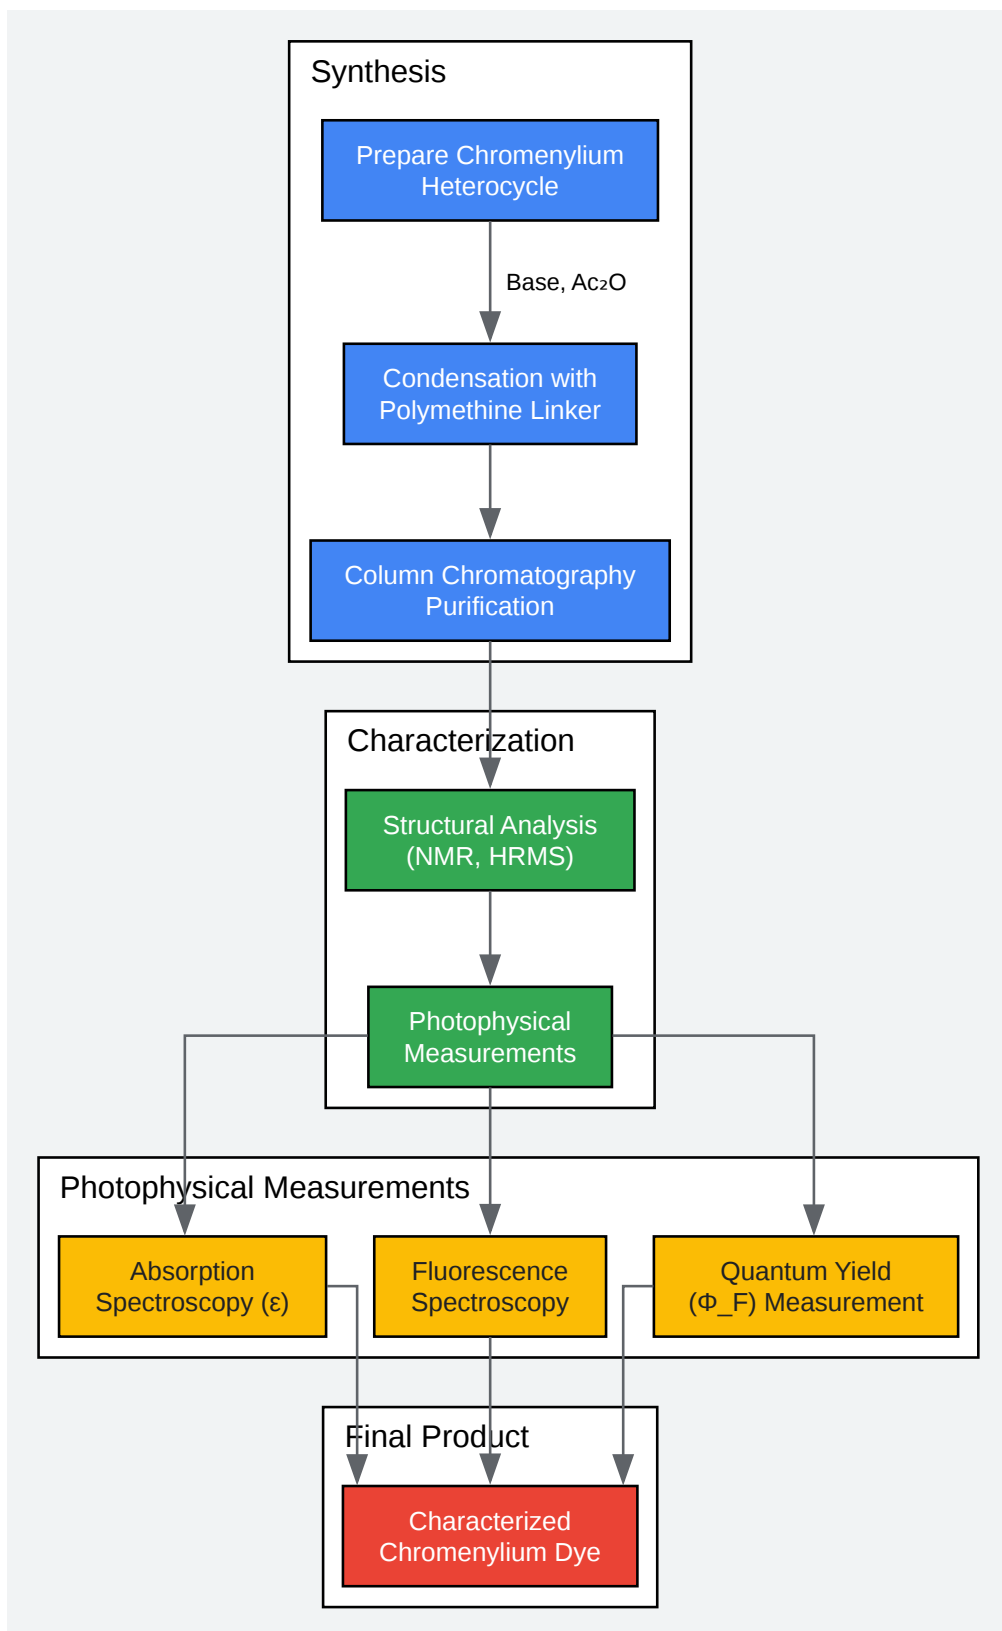 Synthesis
Prepare Chromenylium
Heterocycle
Base, Ac₂O
Condensation with
Polymethine Linker
Column Chromatography
Purification
Characterization
Structural Analysis
(NMR, HRMS)
Photophysical
Measurements
Photophysical Measurements
Absorption
Spectroscopy (ε)
Fluorescence
Spectroscopy
Quantum Yield
(Φ_F) Measurement
Final Product
Characterized
Chromenylium Dye